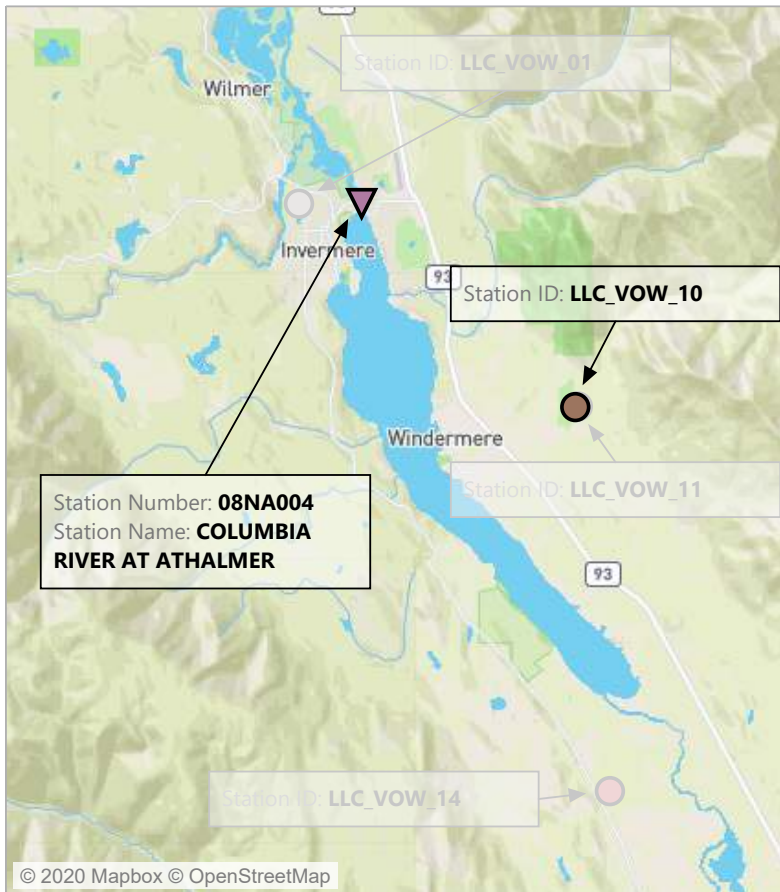 93
Station ID: LLC_VOW_01
Wilmer
Invermere
93
Station ID: LLC_VOW_10
Windermere
Station ID: LLC_VOW_11
Station Number: 08NA004
Station Name: COLUMBIA
RIVER AT ATHALMER
93
Station ID: LLC_VOW_14
© 2020 Mapbox © OpenStreetMap